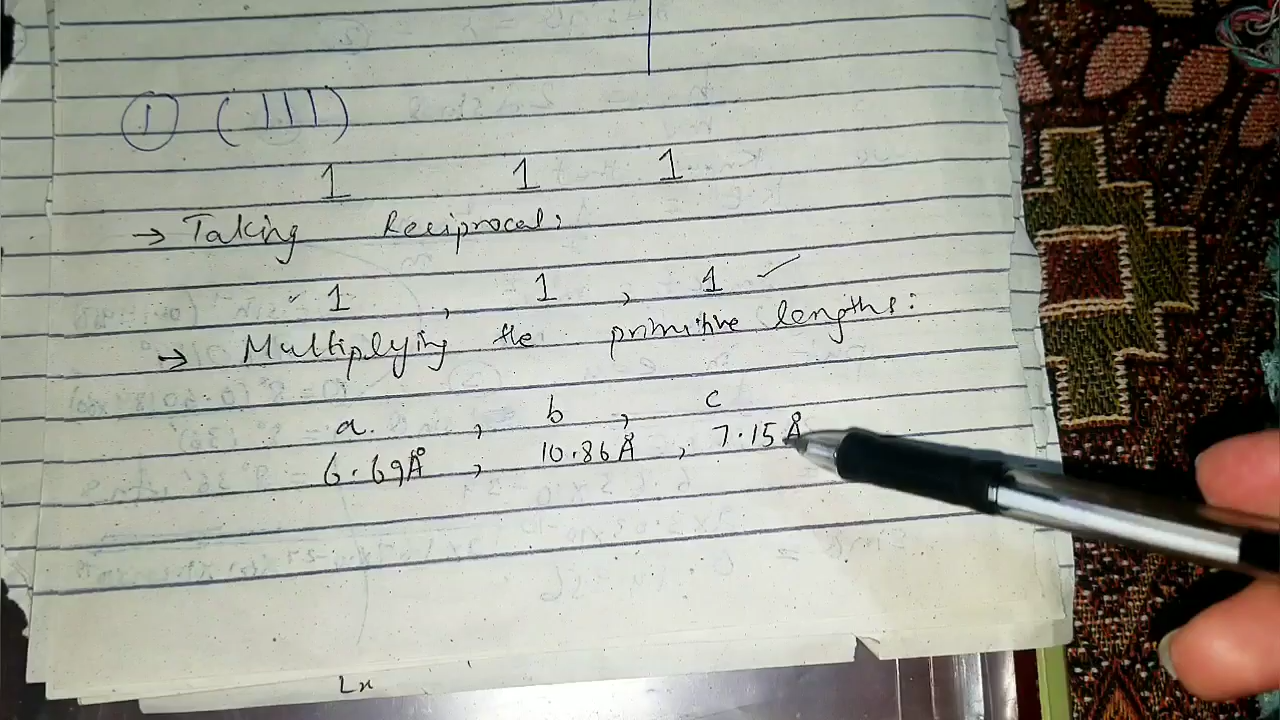 ① (111)
1 1 1
→ Taking Reciprocal,
1 , 1 , 1 ✓
→ Multiplying the primitive lengths:
a. , b , c
6.69Å , 10.86Å , 7.15Å